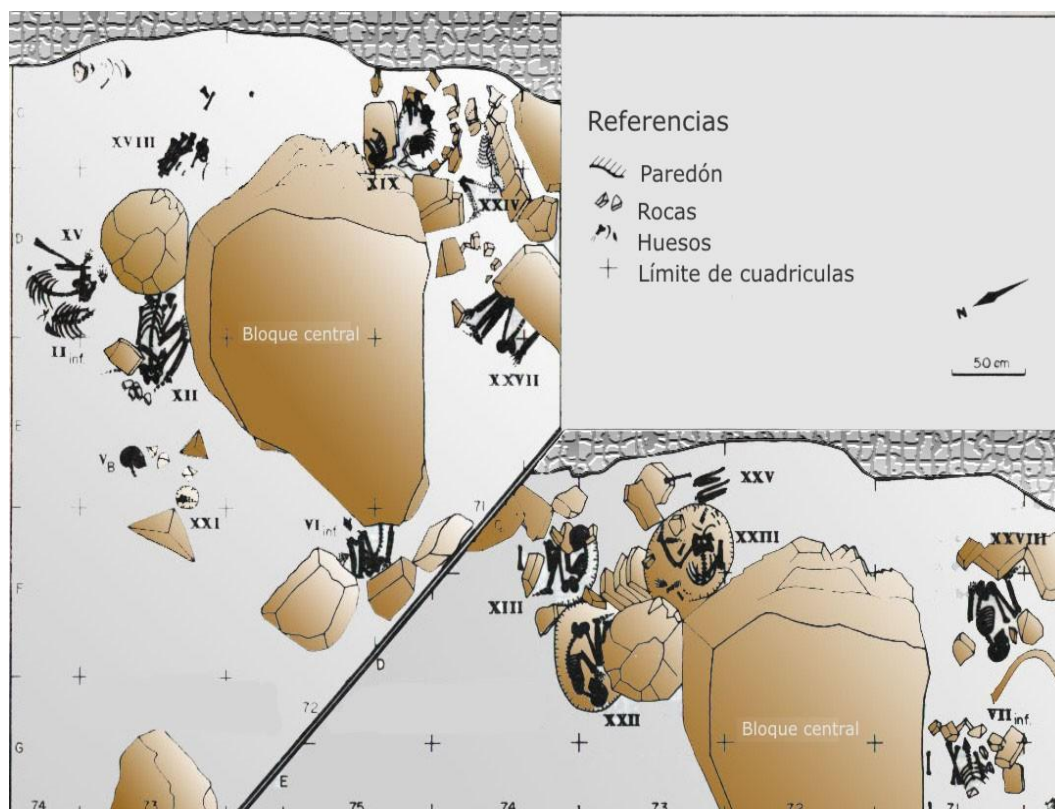 C
XVIII
XIX
XXIV
D
XV
Bloque central
II inf.
XII
XXVII
E
V B
XXI
VI inf.
F
G
74
73
72
71
75
D
E
Referencias
Paredón
Rocas
Huesos
Límite de cuadriculas
N
50 cm
XXV
XXIII
XIII
XXVIII
XXII
VII inf.
Bloque central
73
72
71